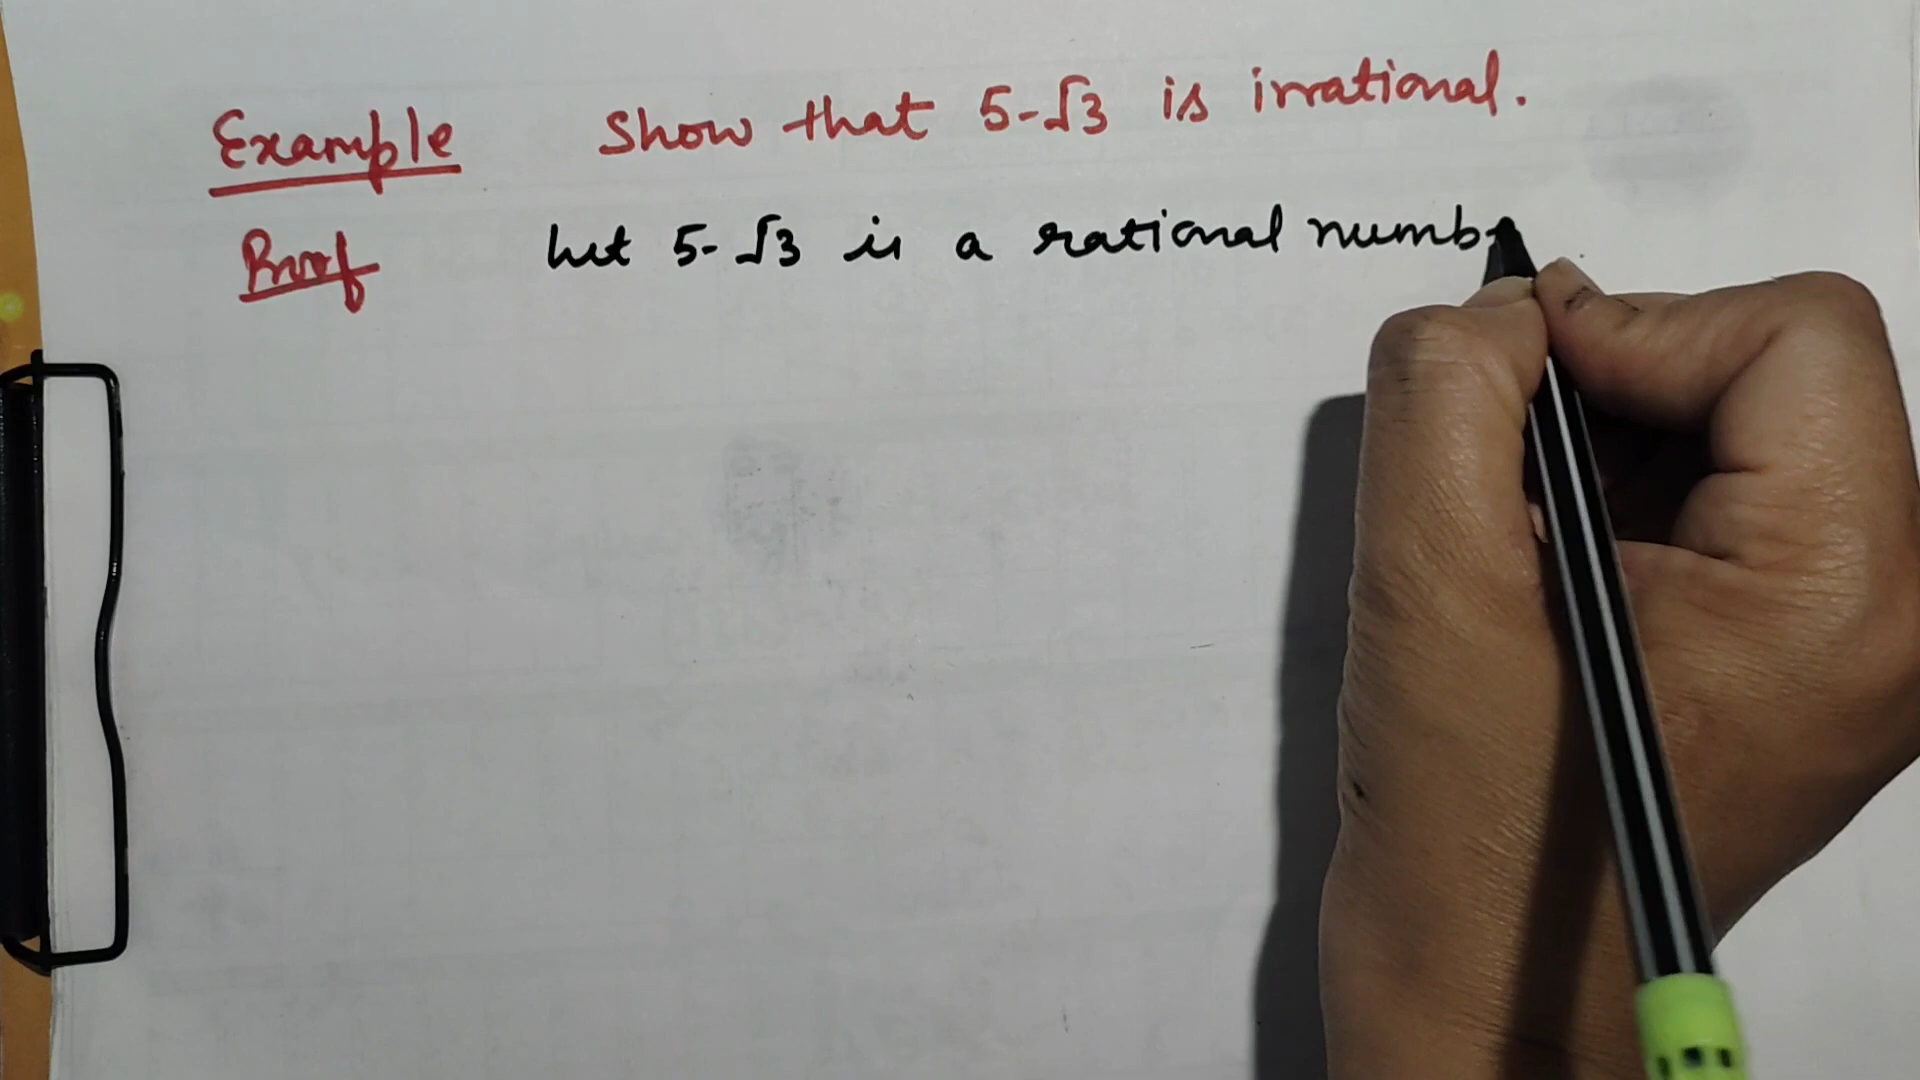 Example Show that 5-√3 is irrational.
Proof Let 5-√3 is a rational numb